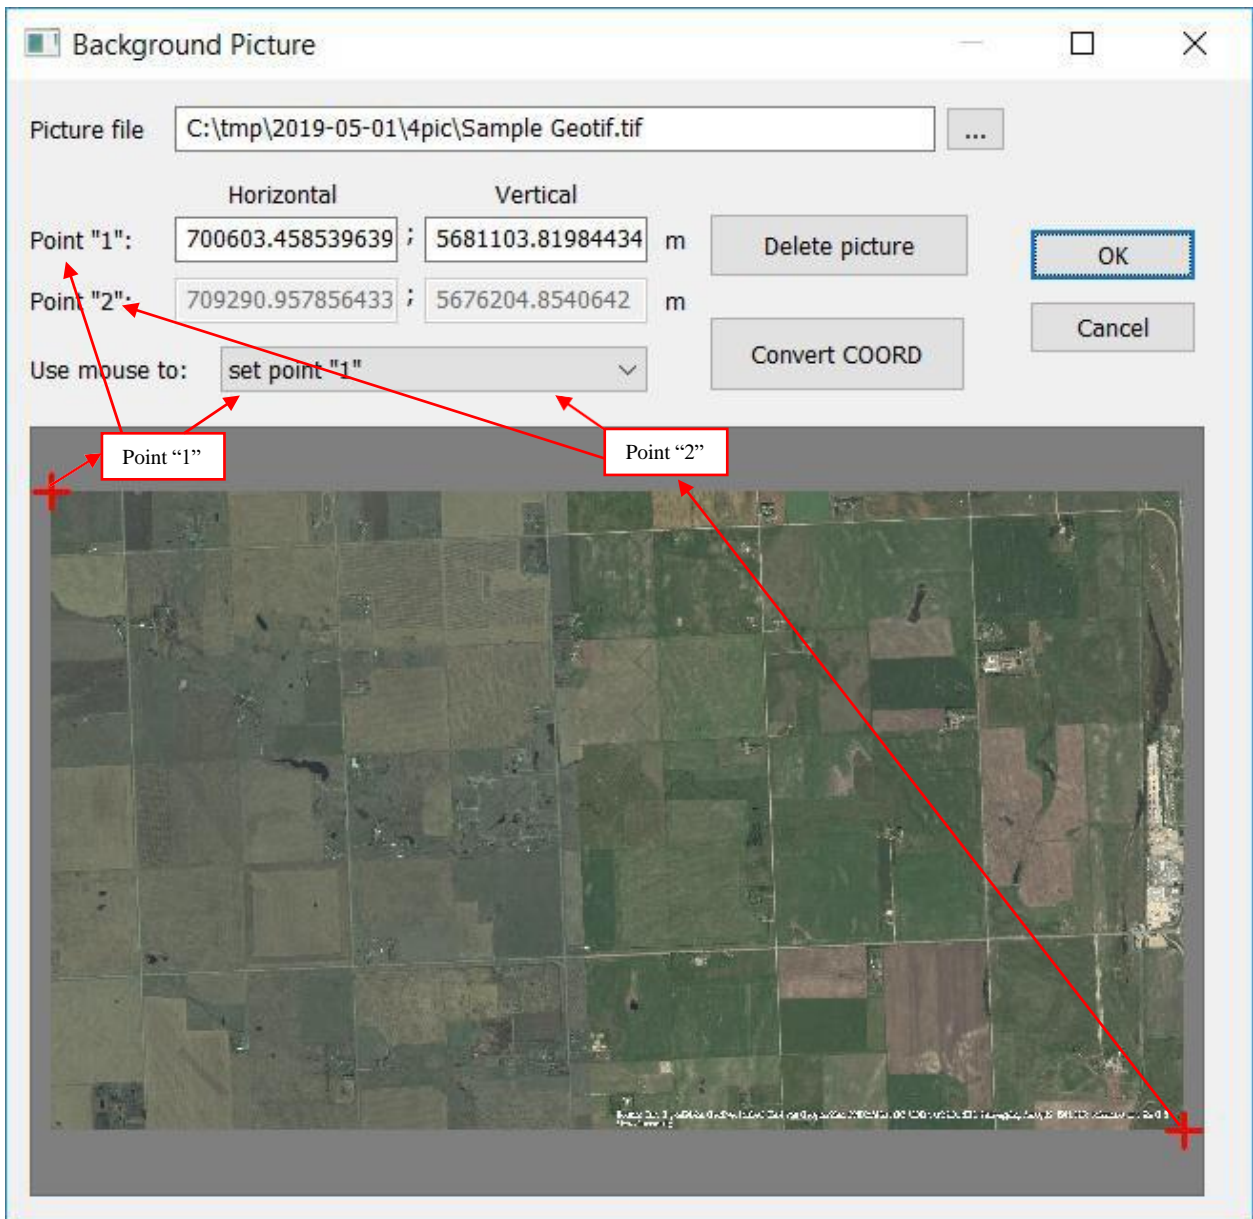 Background Picture
Picture file C:\tmp\2019-05-01\4pic\Sample Geotif.tif ...
Horizontal Vertical
Point "1": 700603.458539639 ; 5681103.81984434 m Delete picture OK
Point "2": 709290.957856433 ; 5676204.8540642 m Cancel
Use mouse to: set point "1" Convert COORD
Point “1” Point “2”